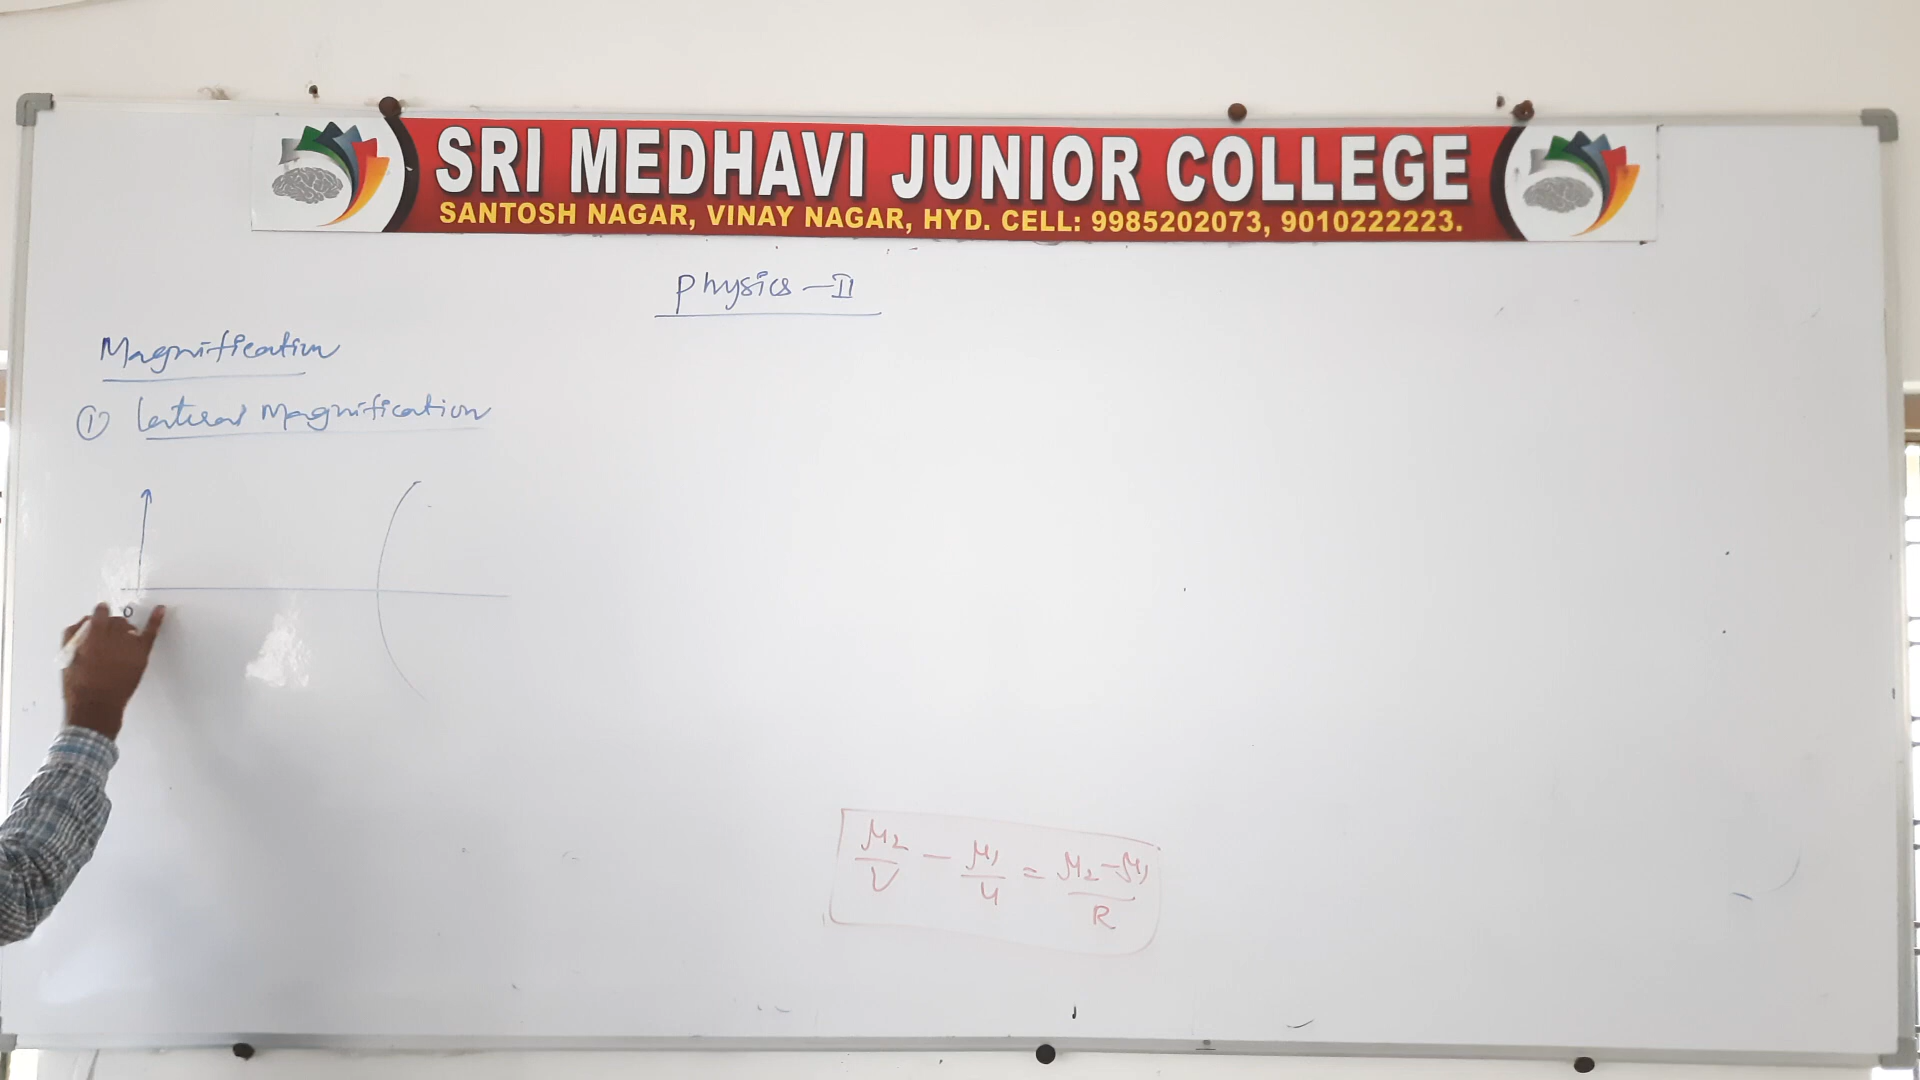 SRI MEDHAVI JUNIOR COLLEGE
SANTOSH NAGAR, VINAY NAGAR, HYD. CELL: 9985202073, 9010222223.
Physics - II
Magnification
① lateral Magnification
O
μ₂/V - μ₁/u = μ₂-μ₁/R